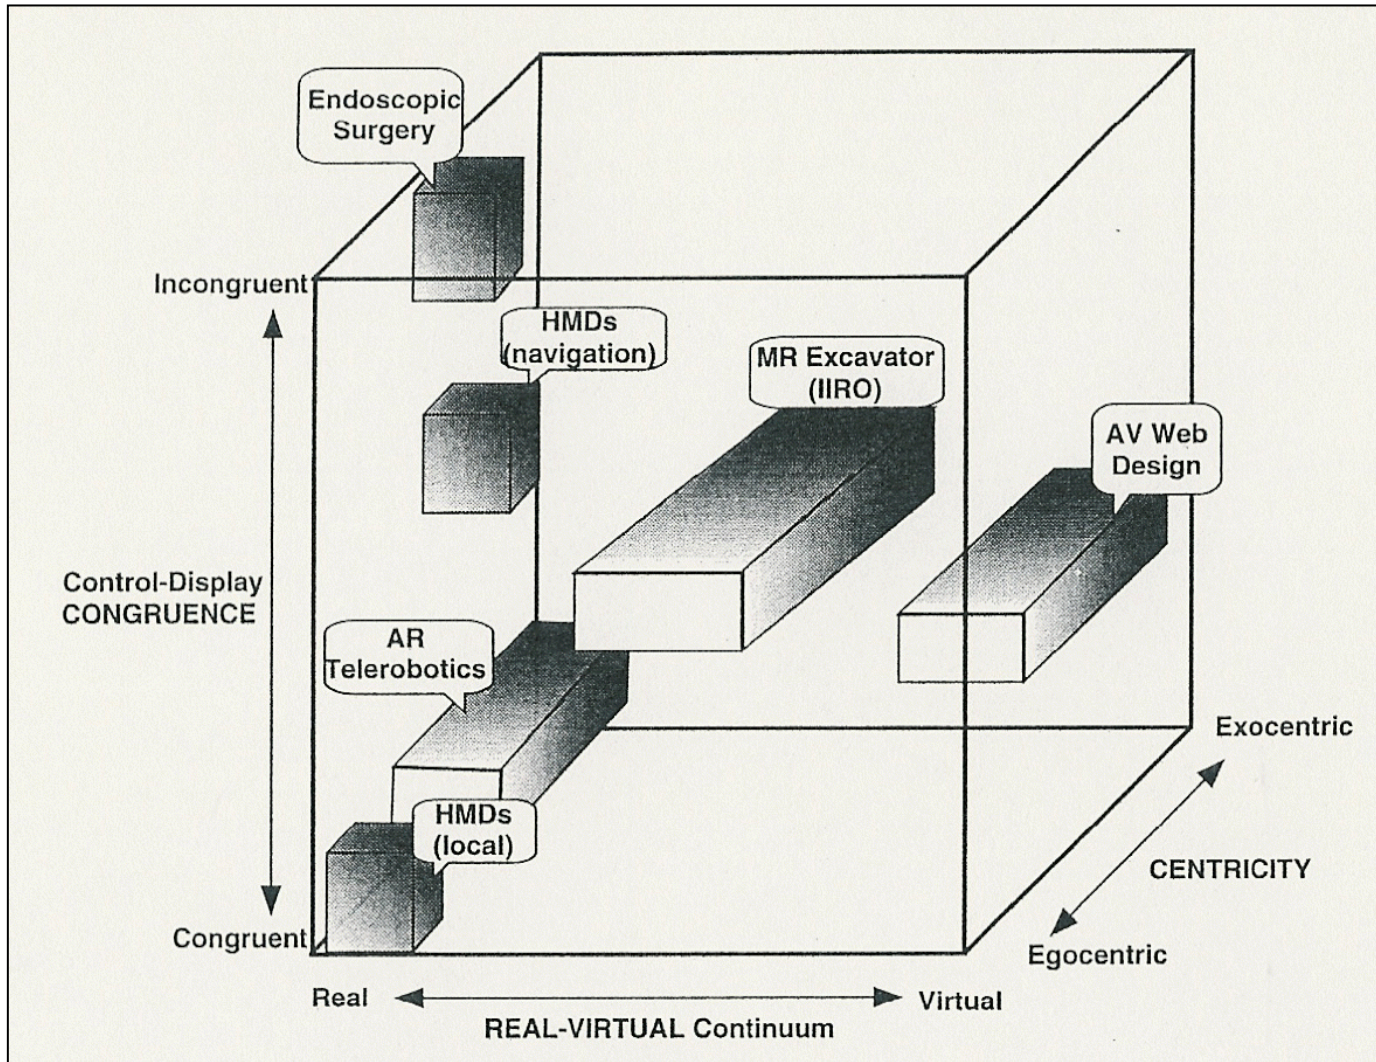 Endoscopic
Surgery
Incongruent
HMDs
(navigation)
MR Excavator
(IIRO)
AV Web
Design
Control-Display
CONGRUENCE
AR
Telerobotics
HMDs
(local)
Congruent
Exocentric
CENTRICITY
Egocentric
Real
Virtual
REAL-VIRTUAL Continuum